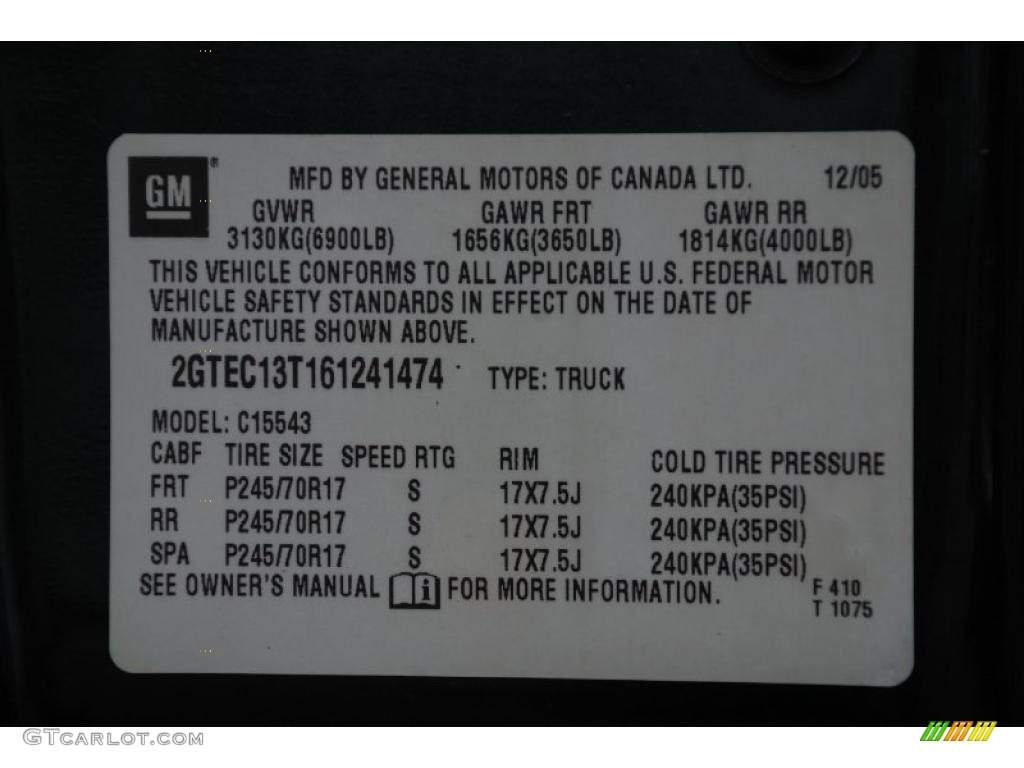 GM® MFD BY GENERAL MOTORS OF CANADA LTD. 12/05
GVWR GAWR FRT GAWR RR
3130KG(6900LB) 1656KG(3650LB) 1814KG(4000LB)
THIS VEHICLE CONFORMS TO ALL APPLICABLE U.S. FEDERAL MOTOR
VEHICLE SAFETY STANDARDS IN EFFECT ON THE DATE OF
MANUFACTURE SHOWN ABOVE.
2GTEC13T161241474 TYPE: TRUCK
MODEL: C15543
CABF TIRE SIZE SPEED RTG RIM COLD TIRE PRESSURE
FRT P245/70R17 S 17X7.5J 240KPA(35PSI)
RR P245/70R17 S 17X7.5J 240KPA(35PSI)
SPA P245/70R17 S 17X7.5J 240KPA(35PSI)
SEE OWNER'S MANUAL i FOR MORE INFORMATION.
F 410
T 1075
GTCarLot.com